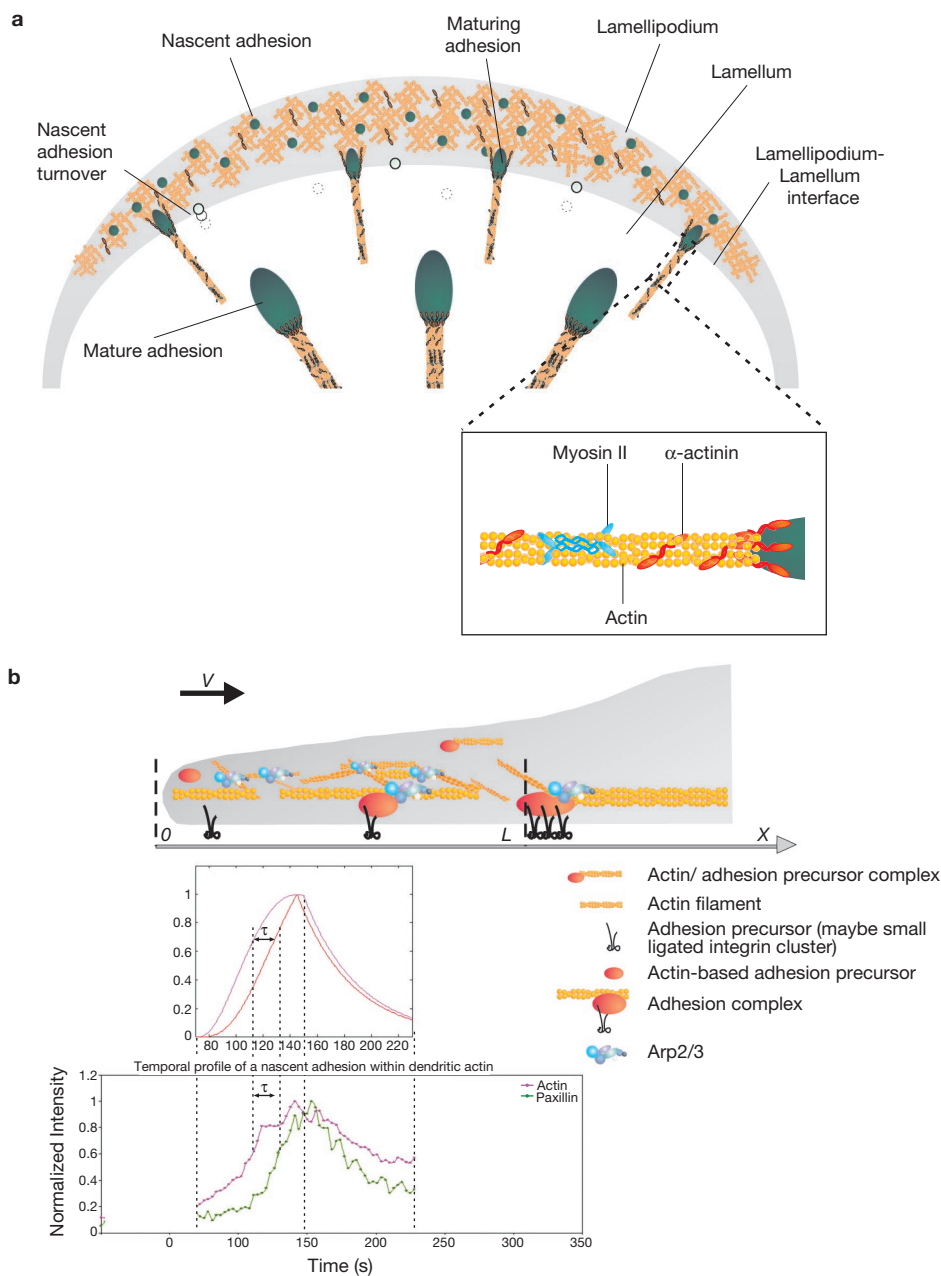 a
Nascent adhesion
Maturing
adhesion
Lamellipodium
Lamellum
Nascent
adhesion
turnover
Lamellipodium-
Lamellum
interface
Mature adhesion
Myosin II
α-actinin
Actin
b
V
0
L
X
1
0.8
0.6
0.4
0.2
0
τ
80 100 120 140 160 180 200 220
Actin/ adhesion precursor complex
Actin filament
Adhesion precursor (maybe small
ligated integrin cluster)
Actin-based adhesion precursor
Adhesion complex
Arp2/3
Temporal profile of a nascent adhesion within dendritic actin
Normalized Intensity
1.2
1
0.8
0.6
0.4
0.2
0
τ
Actin
Paxillin
0 100 150 200 250 300 350
Time (s)